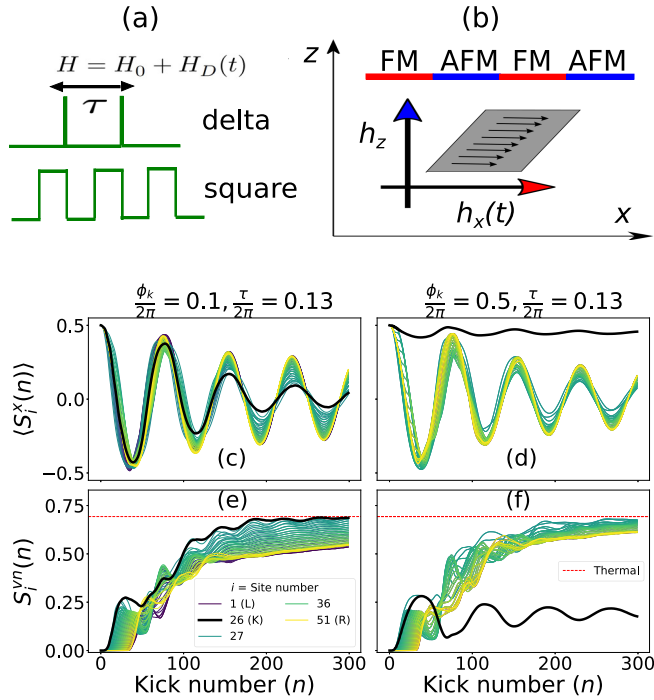 (a)
H = H₀ + H_D(t)
τ
delta
square
(b)
z
FM AFM FM AFM
h_z
h_x(t)
x
ϕ_k/2π = 0.1, τ/2π = 0.13
ϕ_k/2π = 0.5, τ/2π = 0.13
⟨S_i^x(n)⟩
0.5
0.0
−0.5
(c)
(d)
S_i^{vn}(n)
0.75
0.50
0.25
0.00
(e)
(f)
i = Site number
1 (L)
26 (K)
27
36
51 (R)
Thermal
0 100 200 300
0 100 200 300
Kick number (n)
Kick number (n)